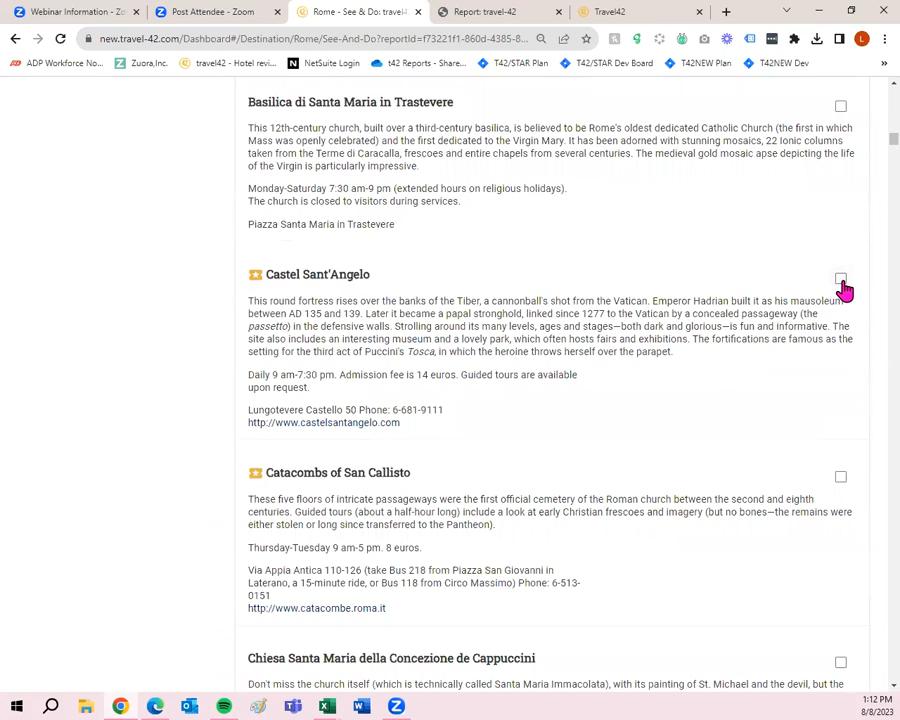 Webinar Information - Zo
Post Attendee - Zoom
Rome - See & Do: travel-
Report: travel-42
Travel42
new.travel-42.com/Dashboard#/Destination/Rome/See-And-Do?reportId=f73221f1-860d-4385-8...
ADP Workforce No...
Zuora,Inc.
travel42 - Hotel revi...
NetSuite Login
t42 Reports - Share...
T42/STAR Plan
T42/STAR Dev Board
T42NEW Plan
T42NEW Dev
»
Basilica di Santa Maria in Trastevere
This 12th-century church, built over a third-century basilica, is believed to be Rome's oldest dedicated Catholic Church (the first in which
Mass was openly celebrated) and the first dedicated to the Virgin Mary. It has been adorned with stunning mosaics, 22 Ionic columns
taken from the Terme di Caracalla, frescoes and entire chapels from several centuries. The medieval gold mosaic apse depicting the life
of the Virgin is particularly impressive.
Monday-Saturday 7:30 am-9 pm (extended hours on religious holidays).
The church is closed to visitors during services.
Piazza Santa Maria in Trastevere
Castel Sant'Angelo
This round fortress rises over the banks of the Tiber, a cannonball's shot from the Vatican. Emperor Hadrian built it as his mausoleum
between AD 135 and 139. Later it became a papal stronghold, linked since 1277 to the Vatican by a concealed passageway (the
passetto) in the defensive walls. Strolling around its many levels, ages and stages—both dark and glorious—is fun and informative. The
site also includes an interesting museum and a lovely park, which often hosts fairs and exhibitions. The fortifications are famous as the
setting for the third act of Puccini's Tosca, in which the heroine throws herself over the parapet.
Daily 9 am-7:30 pm. Admission fee is 14 euros. Guided tours are available
upon request.
Lungotevere Castello 50 Phone: 6-681-9111
http://www.castelsantangelo.com
Catacombs of San Callisto
These five floors of intricate passageways were the first official cemetery of the Roman church between the second and eighth
centuries. Guided tours (about a half-hour long) include a look at early Christian frescoes and imagery (but no bones—the remains were
either stolen or long since transferred to the Pantheon).
Thursday-Tuesday 9 am-5 pm. 8 euros.
Via Appia Antica 110-126 (take Bus 218 from Piazza San Giovanni in
Laterano, a 15-minute ride, or Bus 118 from Circo Massimo) Phone: 6-513-
0151
http://www.catacombe.roma.it
Chiesa Santa Maria della Concezione de Cappuccini
Don't miss the church itself (which is technically called Santa Maria Immacolata), with its painting of St. Michael and the devil, but the
1:12 PM
8/8/2023